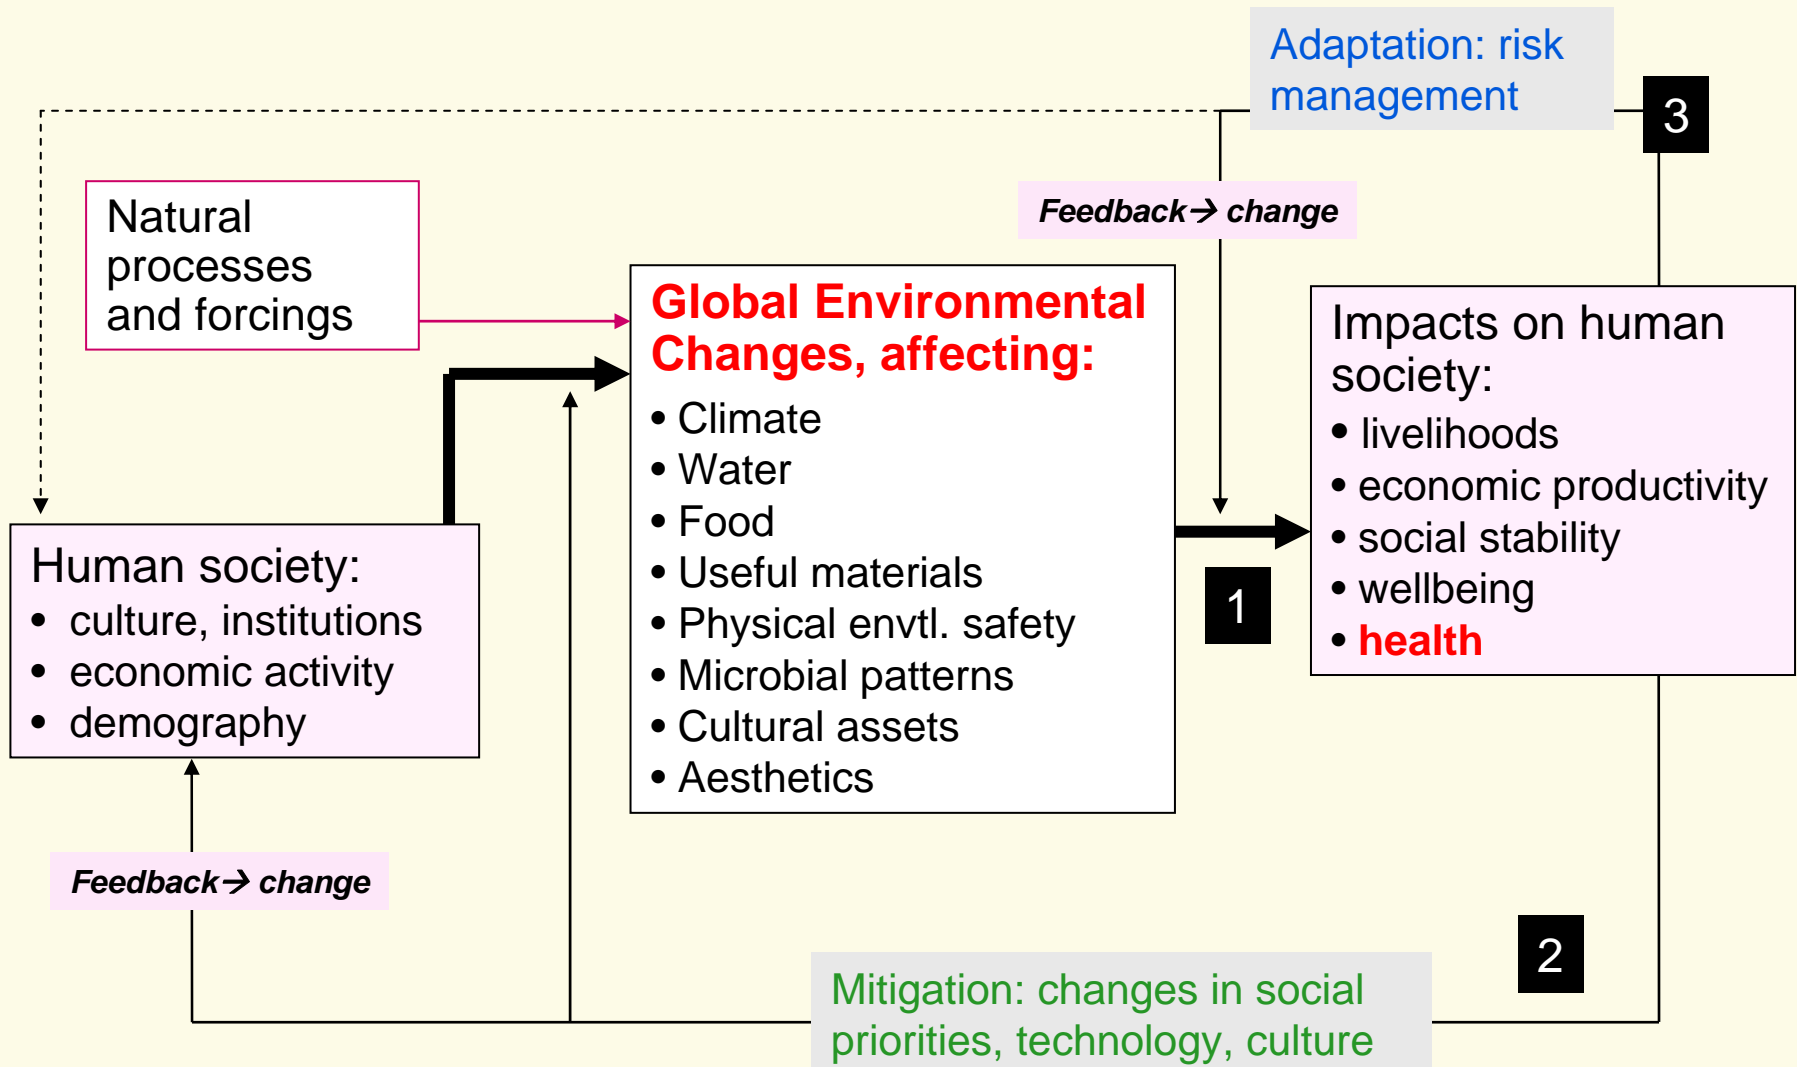 Adaptation: risk
management
3
Natural
processes
and forcings
Feedback→ change
Global Environmental
Changes, affecting:
• Climate
• Water
• Food
• Useful materials
• Physical envtl. safety
• Microbial patterns
• Cultural assets
• Aesthetics
Impacts on human
society:
• livelihoods
• economic productivity
• social stability
• wellbeing
• health
1
Human society:
• culture, institutions
• economic activity
• demography
Feedback→ change
2
Mitigation: changes in social
priorities, technology, culture